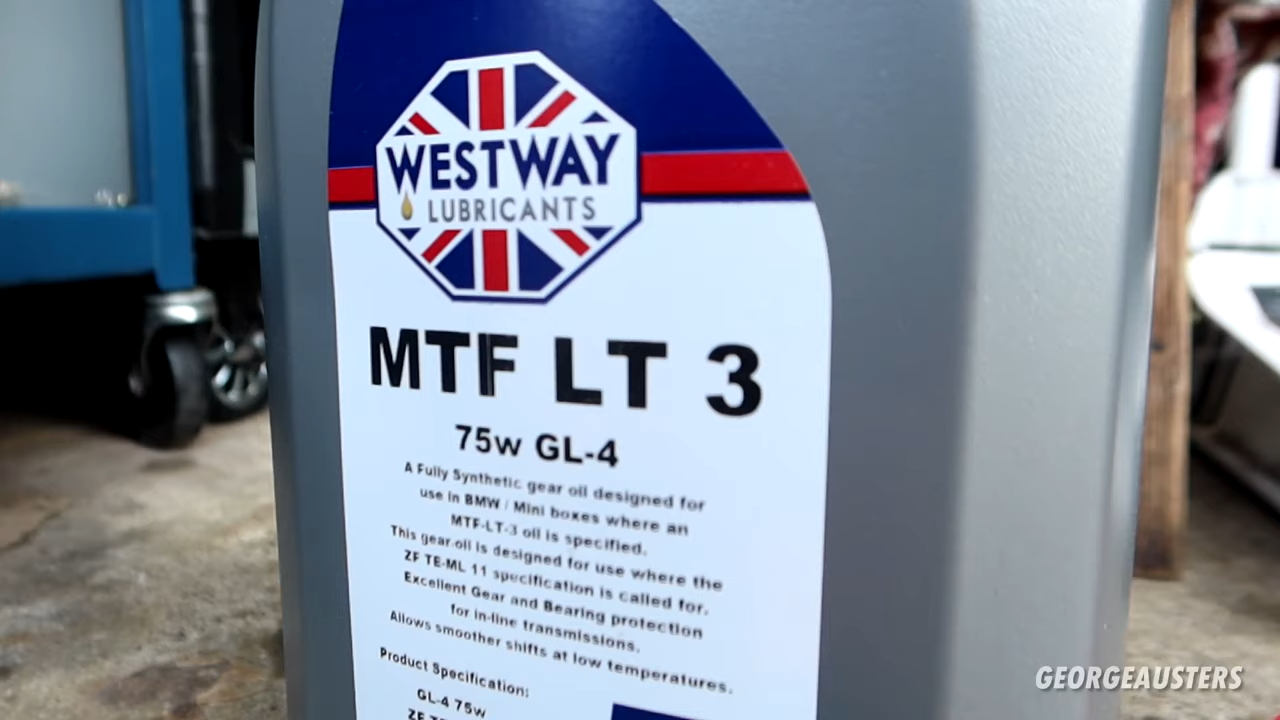 WESTWAY
LUBRICANTS
MTF LT 3
75w GL-4
A Fully Synthetic gear oil designed for
use in BMW / Mini boxes where an
MTF-LT-3 oil is specified.
This gear oil is designed for use where the
ZF TE-ML 11 specification is called for.
Excellent Gear and Bearing protection
for in-line transmissions.
Allows smoother shifts at low temperatures.
Product Specification:
GL-4 75w
GEORGEAUSTERS